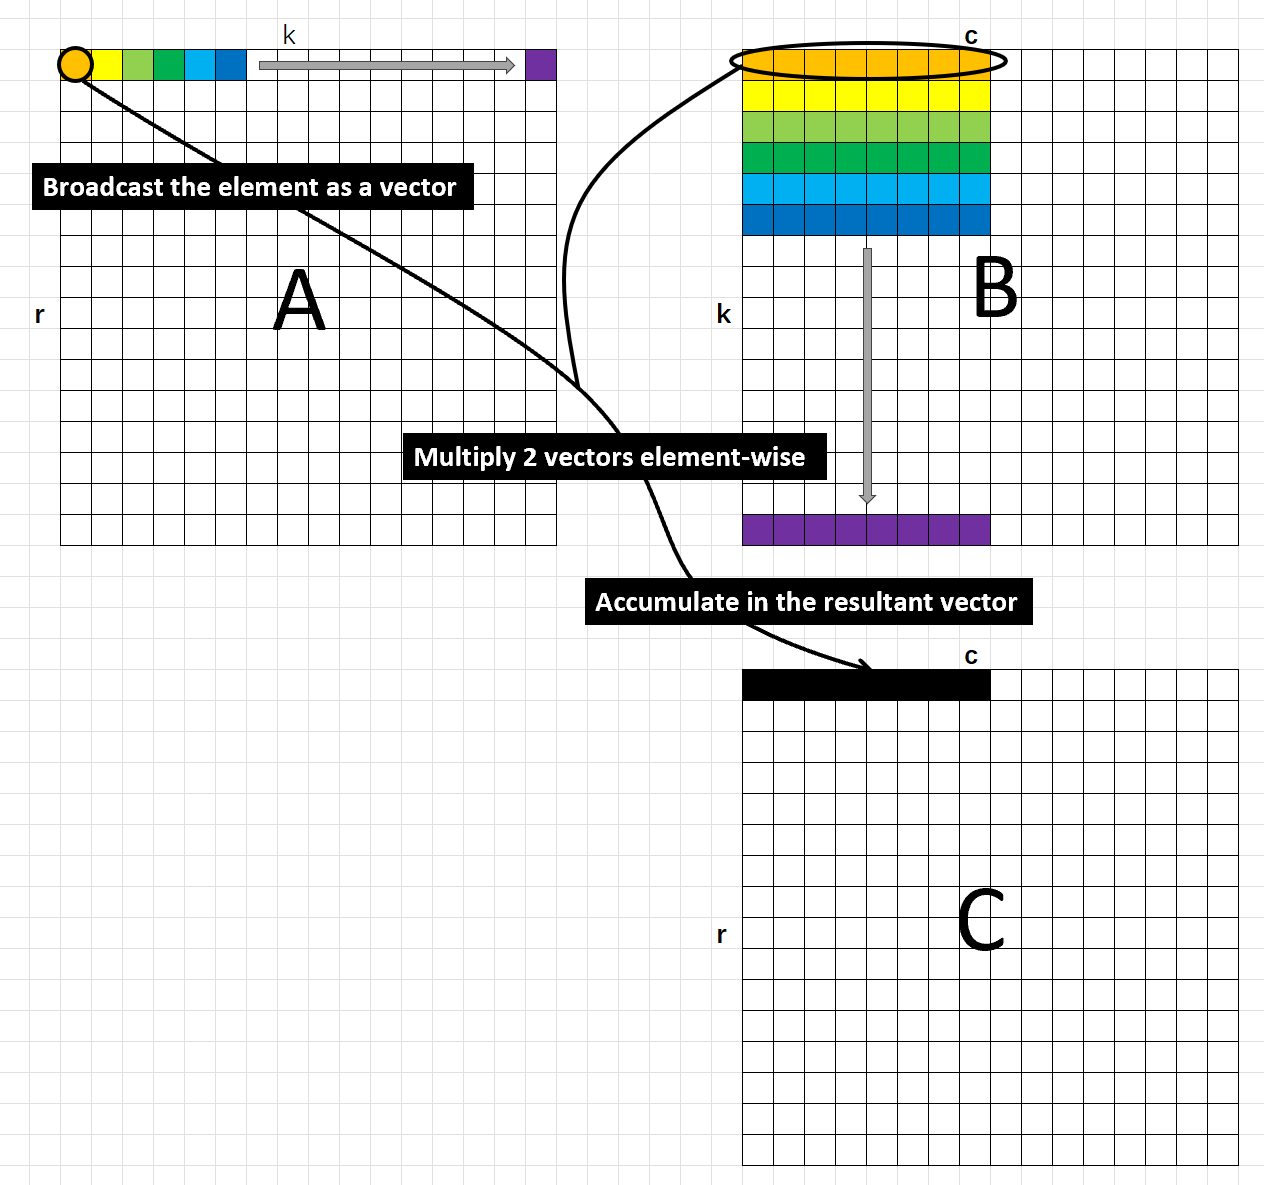 k
c
Broadcast the element as a vector
A
B
r
k
Multiply 2 vectors element-wise
Accumulate in the resultant vector
c
C
r